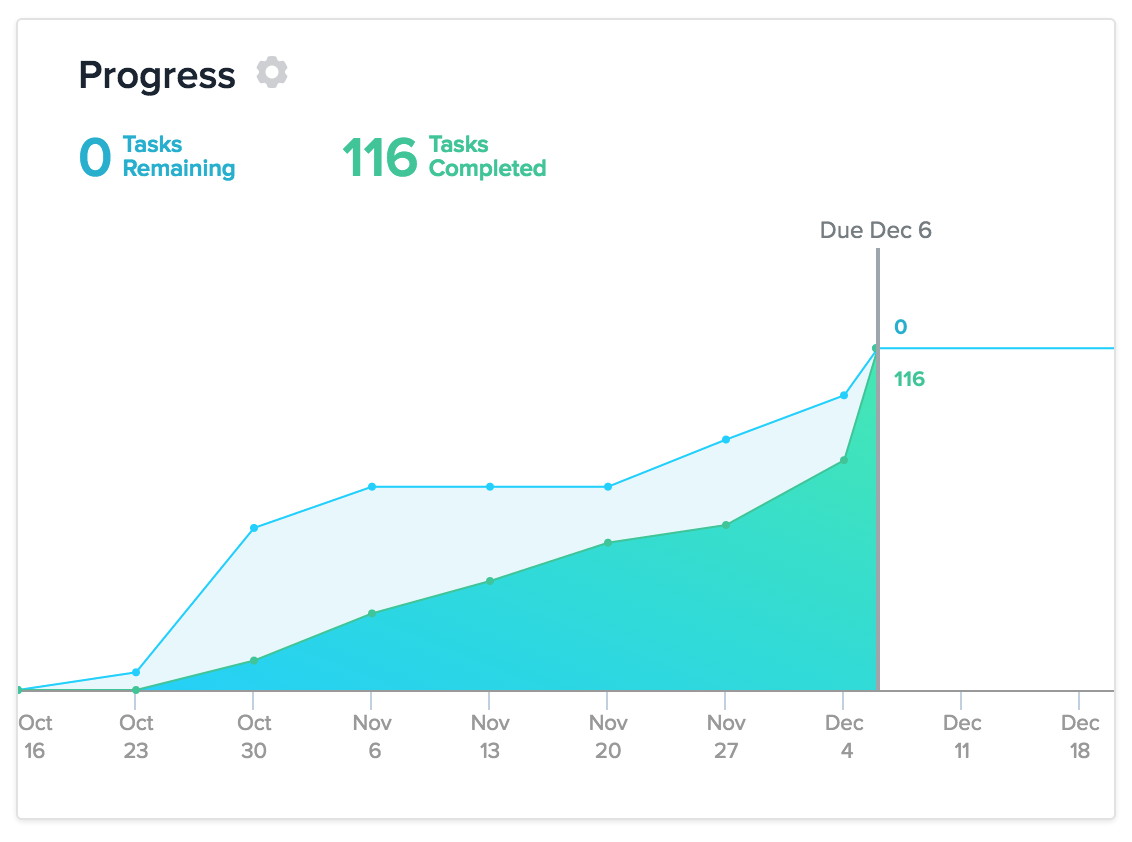 Progress
0 Tasks Remaining
116 Tasks Completed
Due Dec 6
0
116
Oct 16
Oct 23
Oct 30
Nov 6
Nov 13
Nov 20
Nov 27
Dec 4
Dec 11
Dec 18